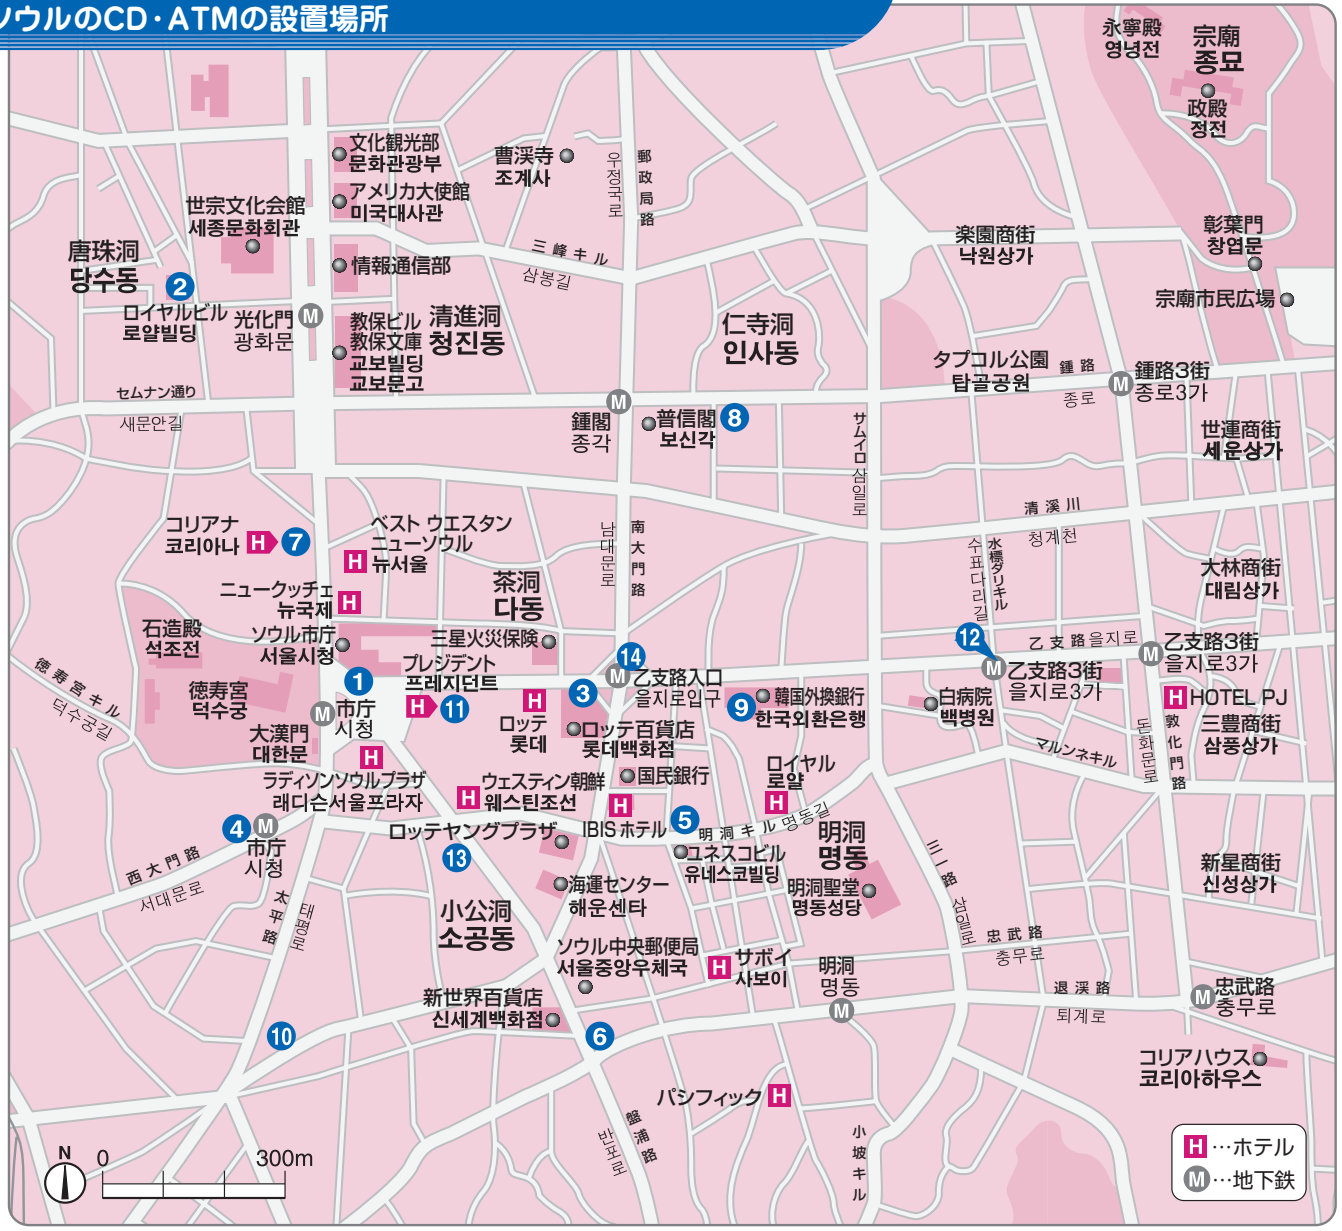 ソウルのCD・ATMの設置場所
永寧殿
영녕전
宗廟
종묘
政殿
정전
文化観光部
문화관광부
アメリカ大使館
미국대사관
曹渓寺
조계사
郵政局路
우정국로
世宗文化会館
세종문화회관
唐珠洞
당수동
2
ロイヤルビル
로얄빌딩
情報通信部
三峰キル
삼봉길
楽園商街
낙원상가
彰葉門
창엽문
宗廟市民広場
光化門
광화문
M
教保ビル
教保文庫
교보빌딩
교보문고
清進洞
청진동
仁寺洞
인사동
タプコル公園
탑골공원
鍾路
종로
M
鍾路3街
종로3가
セムナン通り
새문안길
M
鍾閣
종각
普信閣
보신각
8
サムイロ
삼일로
世運商街
세운상가
清溪川
청계천
コリアナ
코리아나
H
7
ベスト ウエスタン
ニューソウル
뉴서울
H
南大門路
남대문로
水標ダリキル
수표다리길
大林商街
대림상가
ニュークッチェ
뉴국제
H
茶洞
다동
石造殿
석조전
ソウル市庁
서울시청
三星火災保険
14
12
乙支路
을지로
M
乙支路3街
을지로3가
徳寿宮キル
덕수궁길
徳寿宮
덕수궁
1
プレジデント
프레지던트
H
11
3
M
乙支路入口
을지로입구
M
乙支路3街
을지로3가
H
HOTEL PJ
H
ロッテ
롯데
9
韓国外換銀行
한국외환은행
白病院
백병원
M
市庁
시청
大漢門
대한문
ロッテ百貨店
롯데백화점
敦化門路
돈화문로
三豊商街
삼풍상가
マルンネキル
H
ラディソンソウルプラザ
래디슨서울프라자
ウェスティン朝鮮
웨스틴조선
H
国民銀行
ロイヤル
로얄
H
H
IBISホテル
5
明洞キル
명동길
明洞
명동
4
M
市庁
시청
ロッテヤングプラザ
13
ユネスコビル
유네스코빌딩
西大門路
서대문로
太平路
태평로
海運センター
해운센타
明洞聖堂
명동성당
三一路
삼일로
新星商街
신성상가
小公洞
소공동
ソウル中央郵便局
서울중앙우체국
H
サボイ
사보이
明洞
명동
M
忠武路
충무로
退渓路
퇴계로
M
忠武路
충무로
新世界百貨店
신세계백화점
10
6
コリアハウス
코리아하우스
パシフィック
H
盤浦路
반포로
小坡キル
N
0
300m
H…ホテル
M…地下鉄